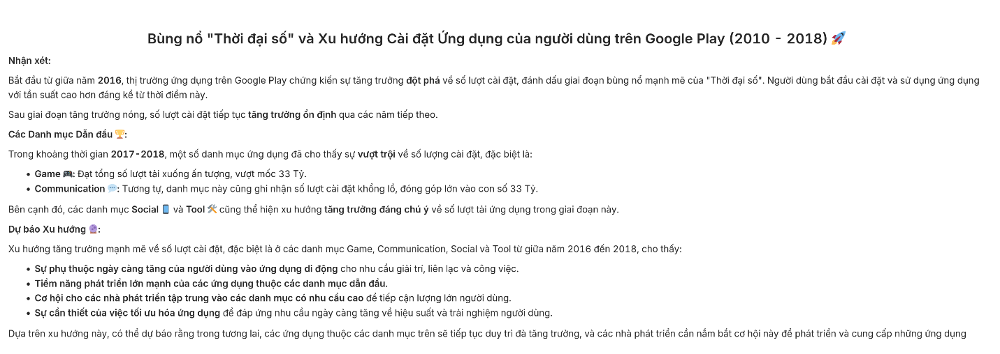 Bùng nổ "Thời đại số" và Xu hướng Cài đặt Ứng dụng của người dùng trên Google Play (2010 - 2018) 🚀
Nhận xét:
Bắt đầu từ giữa năm 2016, thị trường ứng dụng trên Google Play chứng kiến sự tăng trưởng đột phá về số lượt cài đặt, đánh dấu giai đoạn bùng nổ mạnh mẽ của "Thời đại số". Người dùng bắt đầu cài đặt và sử dụng ứng dụng
với tần suất cao hơn đáng kể từ thời điểm này.
Sau giai đoạn tăng trưởng nóng, số lượt cài đặt tiếp tục tăng trưởng ổn định qua các năm tiếp theo.
Các Danh mục Dẫn đầu 🏆:
Trong khoảng thời gian 2017-2018, một số danh mục ứng dụng đã cho thấy sự vượt trội về số lượng cài đặt, đặc biệt là:
• Game 🎮: Đạt tổng số lượt tải xuống ấn tượng, vượt mốc 33 Tỷ.
• Communication 💬: Tương tự, danh mục này cũng ghi nhận số lượt cài đặt khổng lồ, đóng góp lớn vào con số 33 Tỷ.
Bên cạnh đó, các danh mục Social 📱 và Tool 🛠️ cũng thể hiện xu hướng tăng trưởng đáng chú ý về số lượt tải ứng dụng trong giai đoạn này.
Dự báo Xu hướng 🔮:
Xu hướng tăng trưởng mạnh mẽ về số lượt cài đặt, đặc biệt là ở các danh mục Game, Communication, Social và Tool từ giữa năm 2016 đến 2018, cho thấy:
• Sự phụ thuộc ngày càng tăng của người dùng vào ứng dụng di động cho nhu cầu giải trí, liên lạc và công việc.
• Tiềm năng phát triển lớn mạnh của các ứng dụng thuộc các danh mục dẫn đầu.
• Cơ hội cho các nhà phát triển tập trung vào các danh mục có nhu cầu cao để tiếp cận lượng lớn người dùng.
• Sự cần thiết của việc tối ưu hóa ứng dụng để đáp ứng nhu cầu ngày càng tăng về hiệu suất và trải nghiệm người dùng.
Dựa trên xu hướng này, có thể dự báo rằng trong tương lai, các ứng dụng thuộc các danh mục trên sẽ tiếp tục duy trì đà tăng trưởng, và các nhà phát triển cần nắm bắt cơ hội này để phát triển và cung cấp những ứng dụng